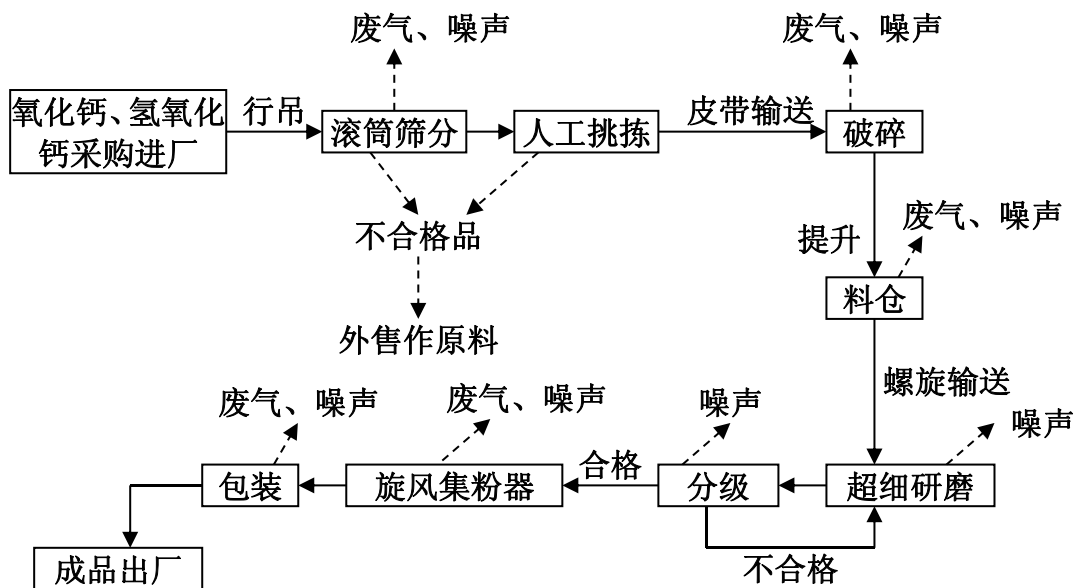 废气、噪声
废气、噪声
氧化钙、氢氧化
钙采购进厂
行吊
滚筒筛分
人工挑拣
皮带输送
破碎
不合格品
提升
废气、噪声
料仓
外售作原料
螺旋输送
废气、噪声
废气、噪声
噪声
噪声
包装
旋风集粉器
合格
分级
超细研磨
不合格
成品出厂